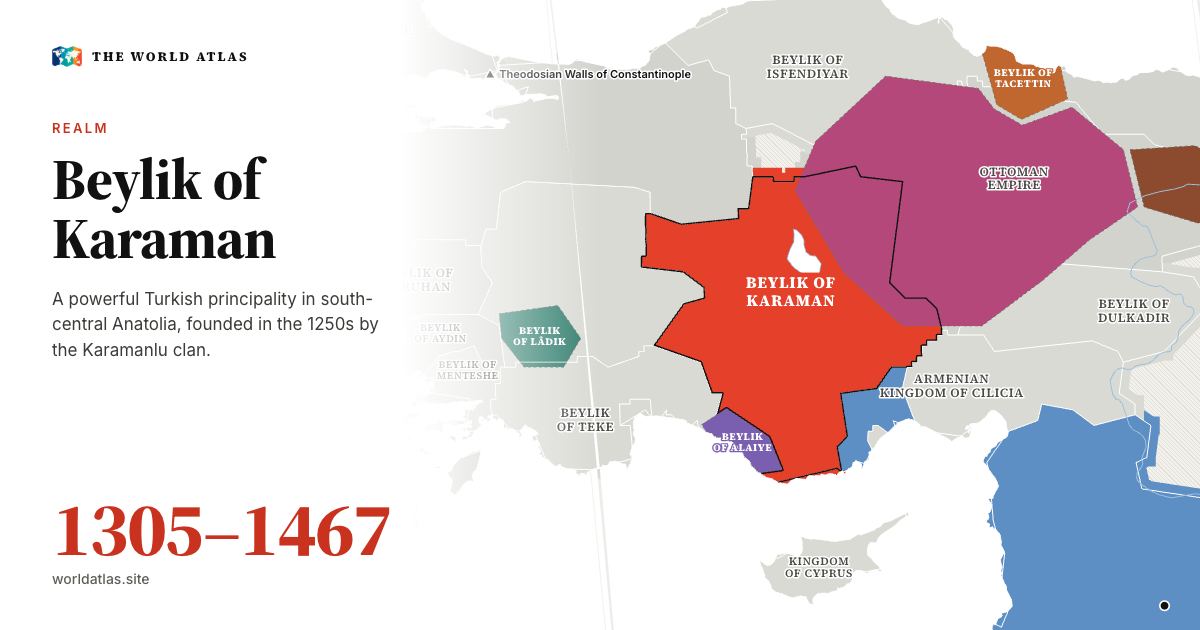 THE WORLD ATLAS
REALM
Beylik of
Karaman
A powerful Turkish principality in south-
central Anatolia, founded in the 1250s by
the Karamanlu clan.
1305–1467
worldatlas.site
Theodosian Walls of Constantinople
BEYLIK OF
ISFENDIYAR
BEYLIK OF
TACETTIN
OTTOMAN
EMPIRE
BEYLIK OF
KARAMAN
BEYLIK OF
DULKADIR
BEYLIK
OF LÂDIK
BEYLIK OF
OF AYDIN
BEYLIK OF
MENTESHE
BEYLIK
OF TEKE
ARMENIAN
KINGDOM OF CILICIA
BEYLIK
OF ALAIYE
KINGDOM
OF CYPRUS